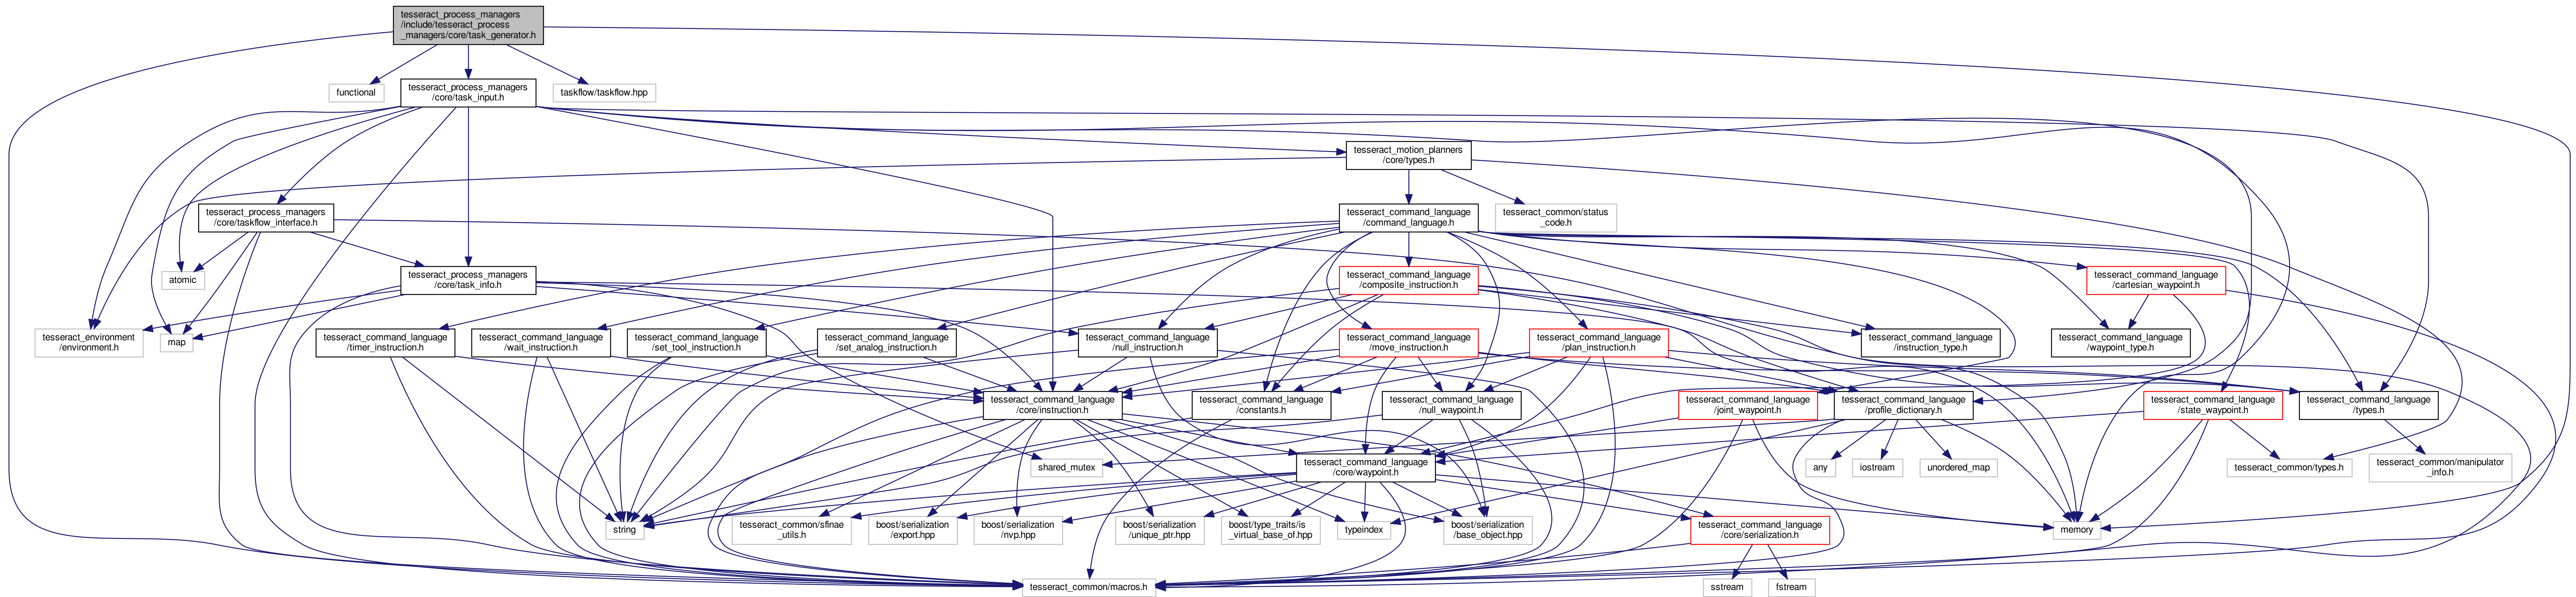 tesseract_process_managers
/include/tesseract_process
_managers/core/task_generator.h
functional
tesseract_process_managers
/core/task_input.h
taskflow/taskflow.hpp
tesseract_motion_planners
/core/types.h
tesseract_process_managers
/core/taskflow_interface.h
tesseract_command_language
/command_language.h
tesseract_common/status
_code.h
atomic
tesseract_process_managers
/core/task_info.h
tesseract_command_language
/composite_instruction.h
tesseract_command_language
/cartesian_waypoint.h
tesseract_environment
/environment.h
map
tesseract_command_language
/timer_instruction.h
tesseract_command_language
/wait_instruction.h
tesseract_command_language
/set_tool_instruction.h
tesseract_command_language
/set_analog_instruction.h
tesseract_command_language
/null_instruction.h
tesseract_command_language
/move_instruction.h
tesseract_command_language
/plan_instruction.h
tesseract_command_language
/instruction_type.h
tesseract_command_language
/waypoint_type.h
tesseract_command_language
/core/instruction.h
tesseract_command_language
/constants.h
tesseract_command_language
/null_waypoint.h
tesseract_command_language
/joint_waypoint.h
tesseract_command_language
/profile_dictionary.h
tesseract_command_language
/state_waypoint.h
tesseract_command_language
/types.h
shared_mutex
tesseract_command_language
/core/waypoint.h
any
iostream
unordered_map
tesseract_common/types.h
tesseract_common/manipulator
_info.h
string
tesseract_common/sfinae
_utils.h
boost/serialization
/export.hpp
boost/serialization
/nvp.hpp
boost/serialization
/unique_ptr.hpp
boost/type_traits/is
_virtual_base_of.hpp
typeindex
boost/serialization
/base_object.hpp
tesseract_command_language
/core/serialization.h
memory
tesseract_common/macros.h
sstream
fstream